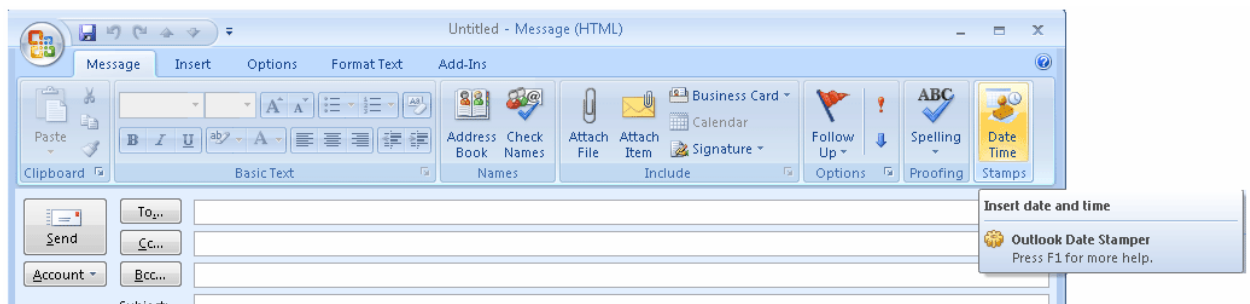 Untitled - Message (HTML)
Message Insert Options Format Text Add-Ins
Paste
Clipboard
A A Aa
B I U ab A
Basic Text
Address Book
Check Names
Names
Attach File
Attach Item
Business Card
Calendar
Signature
Include
Follow Up
Options
ABC
Spelling
Proofing
Date Time
Stamps
Insert date and time
Outlook Date Stamper
Press F1 for more help.
Send
Account
To...
Cc...
Bcc...